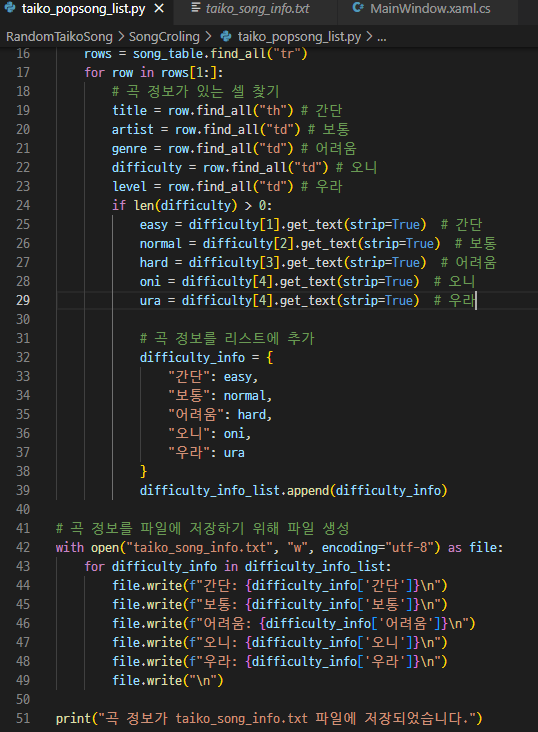 taiko_popsong_list.py × taiko_song_info.txt MainWindow.xaml.cs
RandomTaikoSong > SongCroling > taiko_popsong_list.py > ...
16 rows = song_table.find_all("tr")
17 for row in rows[1:]:
18 # 곡 정보가 있는 셀 찾기
19 title = row.find_all("th") # 간단
20 artist = row.find_all("td") # 보통
21 genre = row.find_all("td") # 어려움
22 difficulty = row.find_all("td") # 오니
23 level = row.find_all("td") # 우라
24 if len(difficulty) > 0:
25 easy = difficulty[1].get_text(strip=True) # 간단
26 normal = difficulty[2].get_text(strip=True) # 보통
27 hard = difficulty[3].get_text(strip=True) # 어려움
28 oni = difficulty[4].get_text(strip=True) # 오니
29 ura = difficulty[4].get_text(strip=True) # 우라
30
31 # 곡 정보를 리스트에 추가
32 difficulty_info = {
33 "간단": easy,
34 "보통": normal,
35 "어려움": hard,
36 "오니": oni,
37 "우라": ura
38 }
39 difficulty_info_list.append(difficulty_info)
40
41 # 곡 정보를 파일에 저장하기 위해 파일 생성
42 with open("taiko_song_info.txt", "w", encoding="utf-8") as file:
43 for difficulty_info in difficulty_info_list:
44 file.write(f"간단: {difficulty_info['간단']}\n")
45 file.write(f"보통: {difficulty_info['보통']}\n")
46 file.write(f"어려움: {difficulty_info['어려움']}\n")
47 file.write(f"오니: {difficulty_info['오니']}\n")
48 file.write(f"우라: {difficulty_info['우라']}\n")
49 file.write("\n")
50
51 print("곡 정보가 taiko_song_info.txt 파일에 저장되었습니다.")